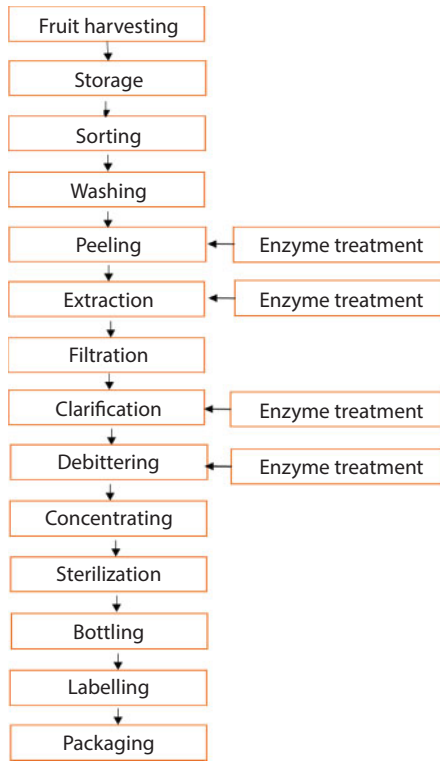 Fruit harvesting
Storage
Sorting
Washing
Peeling
Enzyme treatment
Extraction
Enzyme treatment
Filtration
Clarification
Enzyme treatment
Debittering
Enzyme treatment
Concentrating
Sterilization
Bottling
Labelling
Packaging